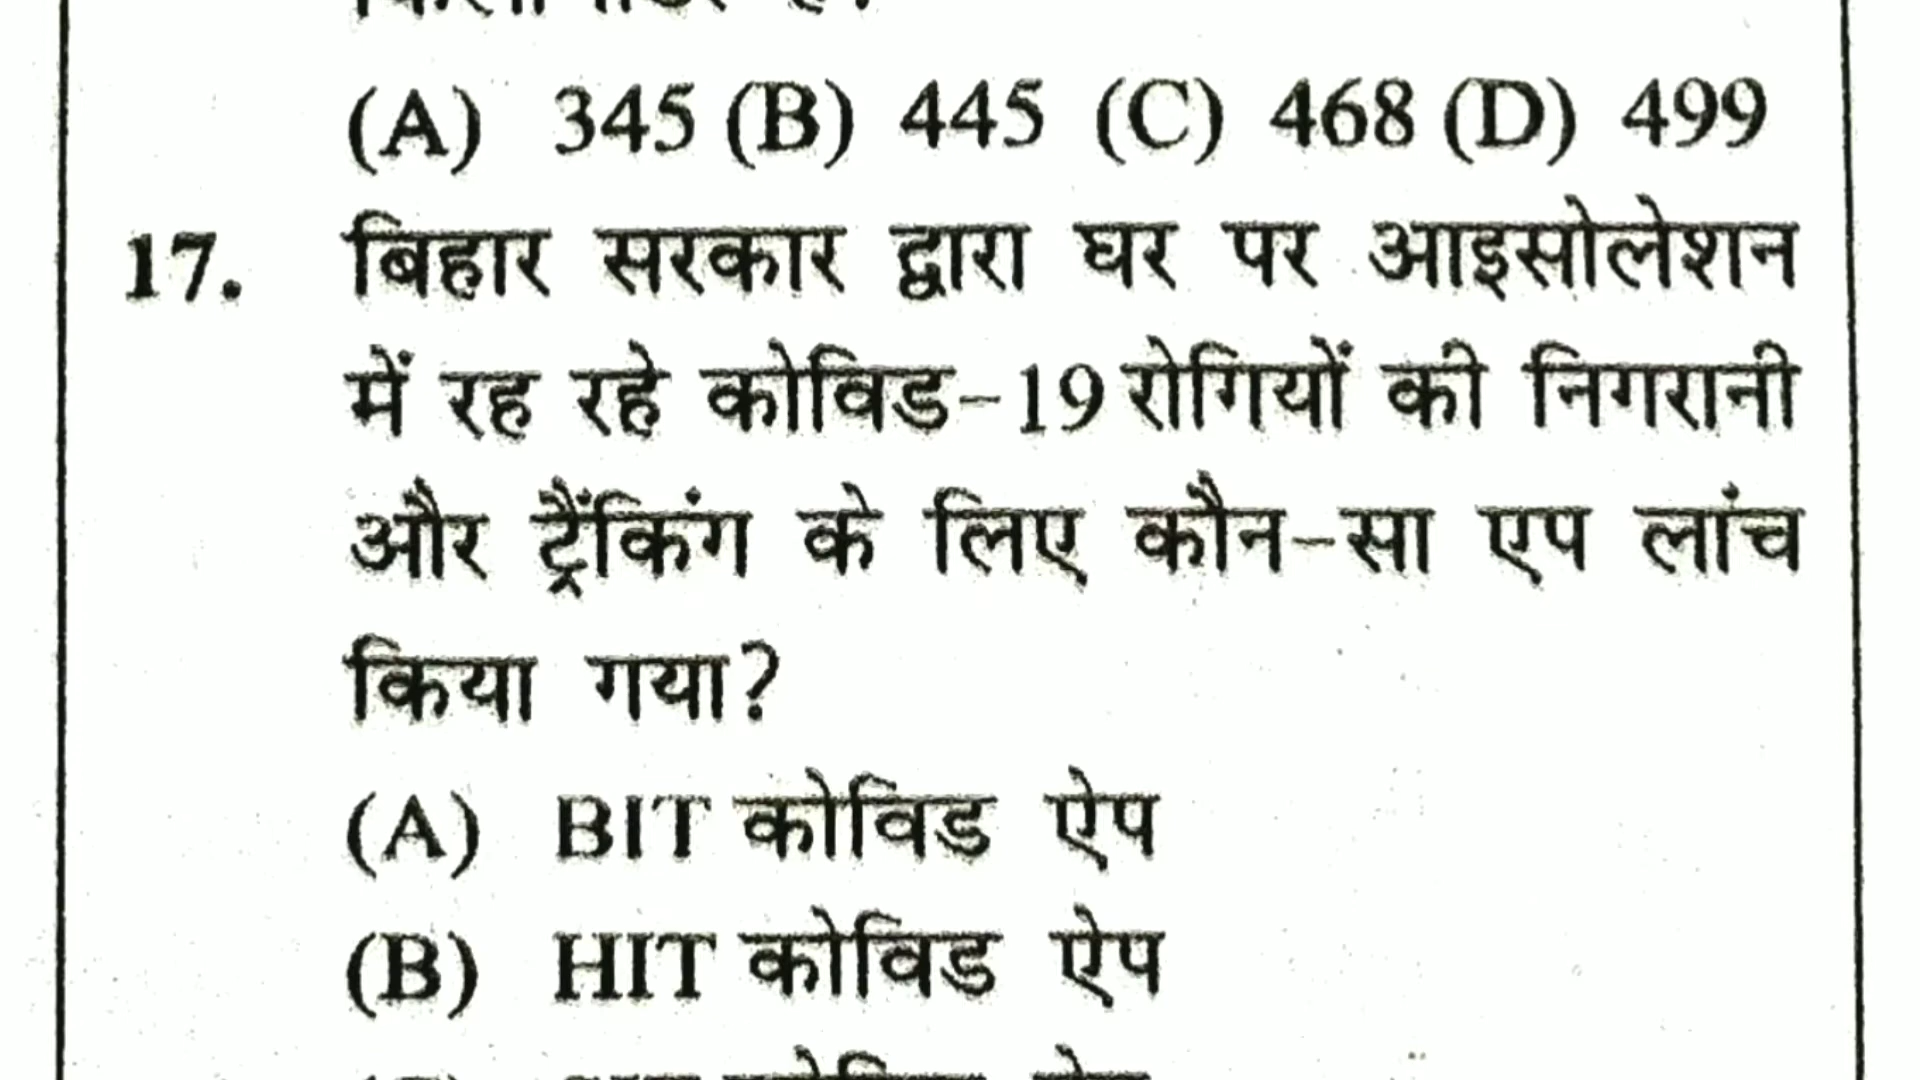 (A) 345 (B) 445 (C) 468 (D) 499
17. बिहार सरकार द्वारा घर पर आइसोलेशन
में रह रहे कोविड-19 रोगियों की निगरानी
और ट्रैंकिंग के लिए कौन-सा एप लांच
किया गया?
(A) BIT कोविड ऐप
(B) HIT कोविड ऐप